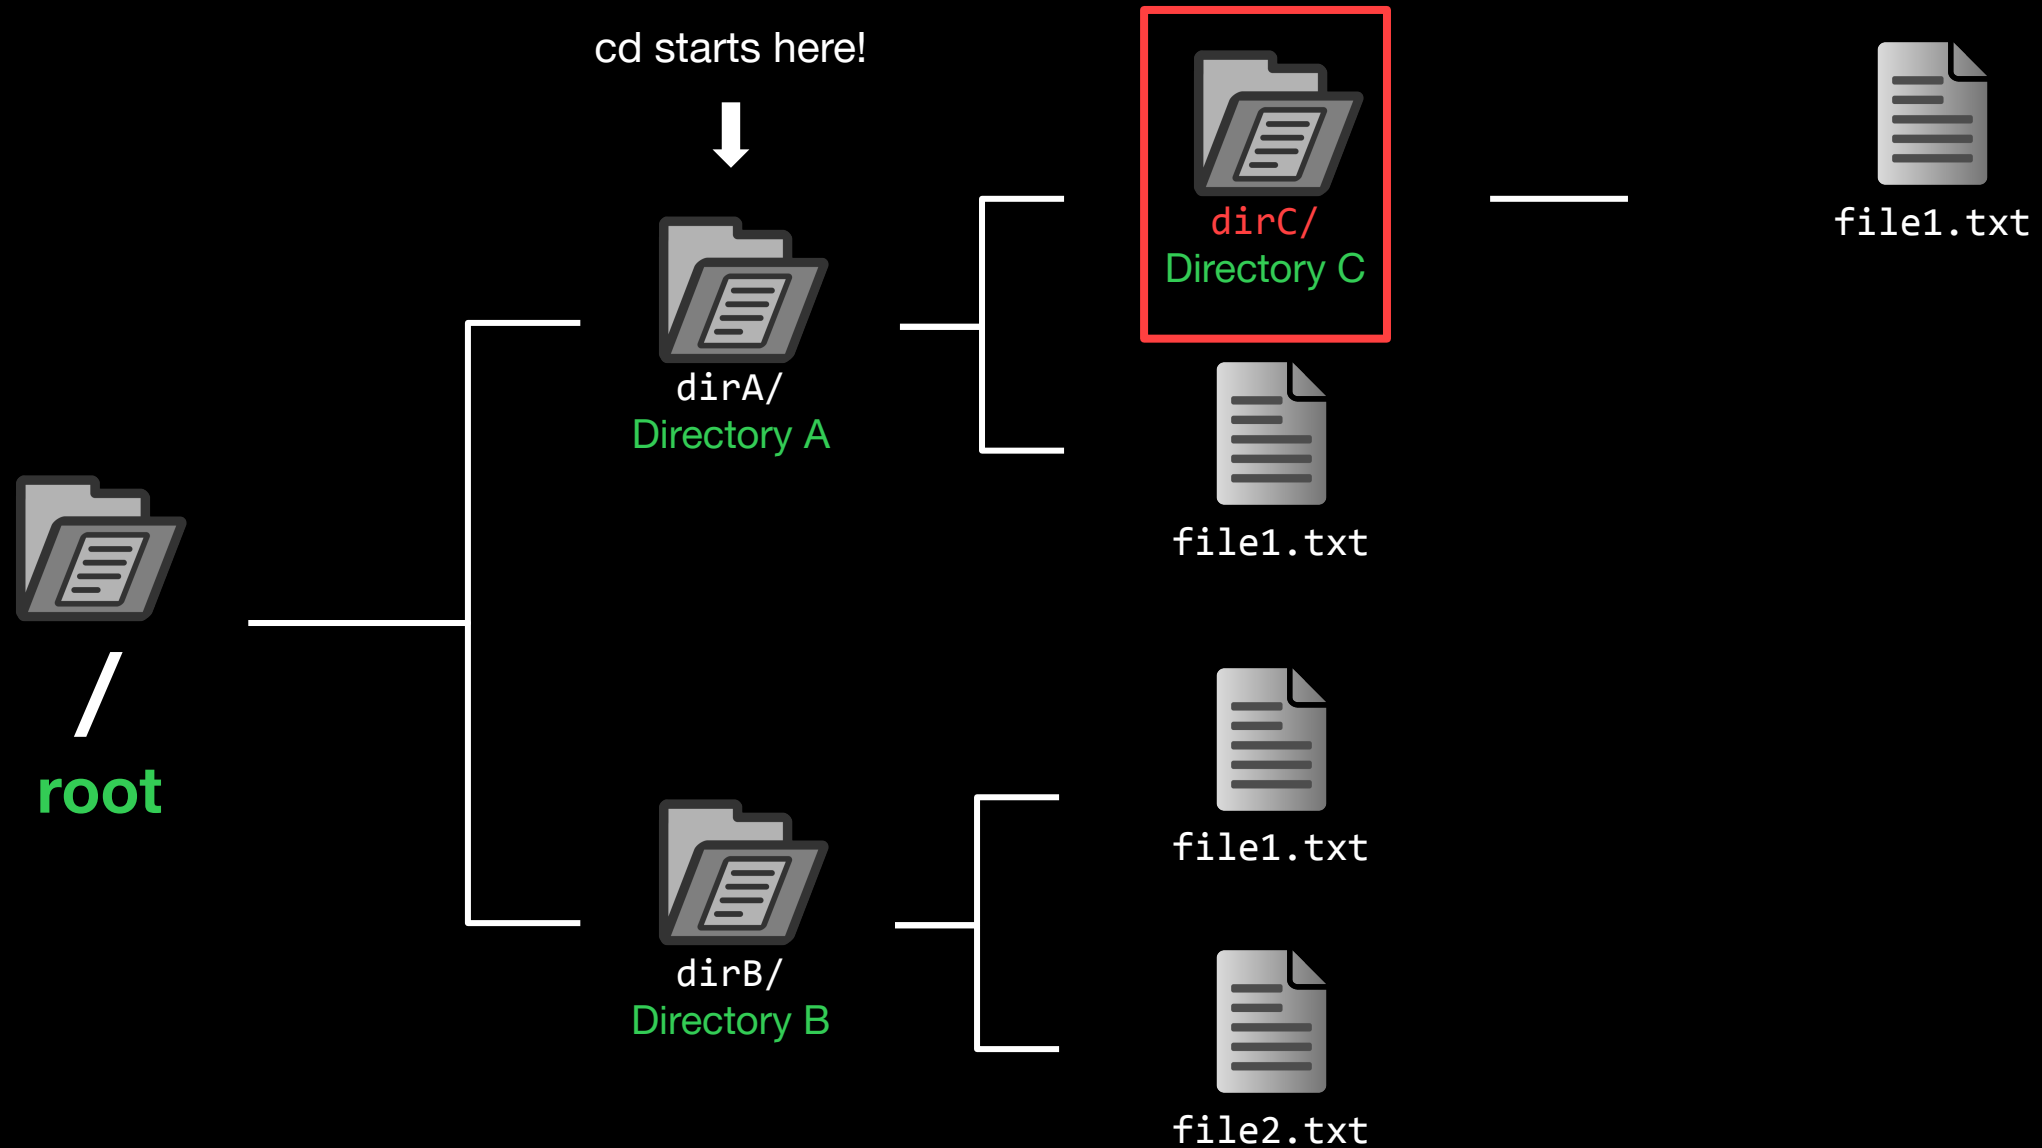 cd starts here!
dirC/
Directory C
file1.txt
dirA/
Directory A
file1.txt
/
root
file1.txt
dirB/
Directory B
file2.txt